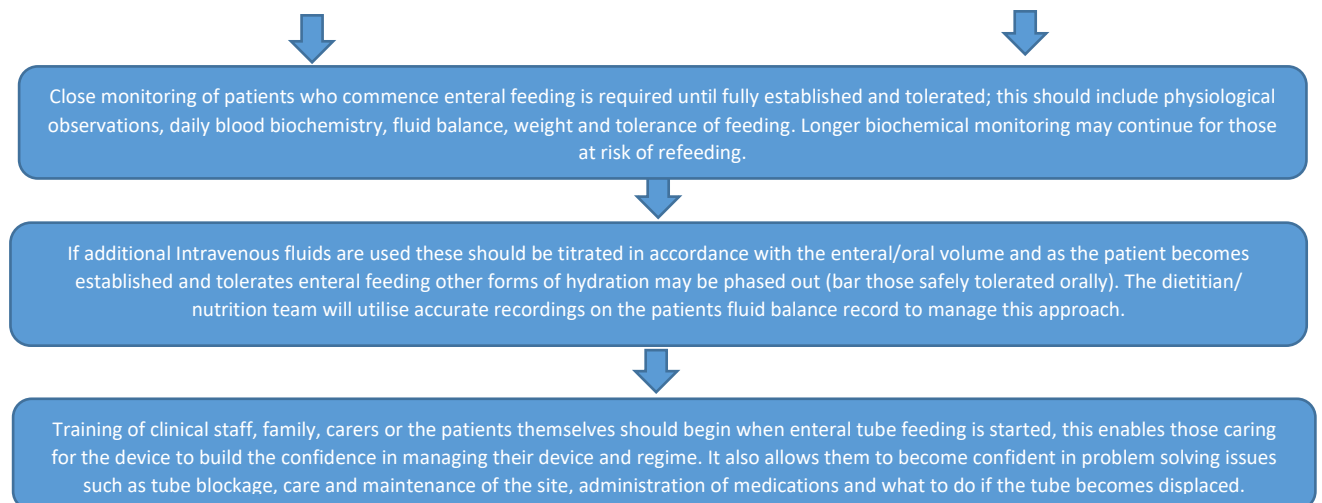 Close monitoring of patients who commence enteral feeding is required until fully established and tolerated; this should include physiological
observations, daily blood biochemistry, fluid balance, weight and tolerance of feeding. Longer biochemical monitoring may continue for those
at risk of refeeding.
If additional Intravenous fluids are used these should be titrated in accordance with the enteral/oral volume and as the patient becomes
established and tolerates enteral feeding other forms of hydration may be phased out (bar those safely tolerated orally). The dietitian/
nutrition team will utilise accurate recordings on the patients fluid balance record to manage this approach.
Training of clinical staff, family, carers or the patients themselves should begin when enteral tube feeding is started, this enables those caring
for the device to build the confidence in managing their device and regime. It also allows them to become confident in problem solving issues
such as tube blockage, care and maintenance of the site, administration of medications and what to do if the tube becomes displaced.